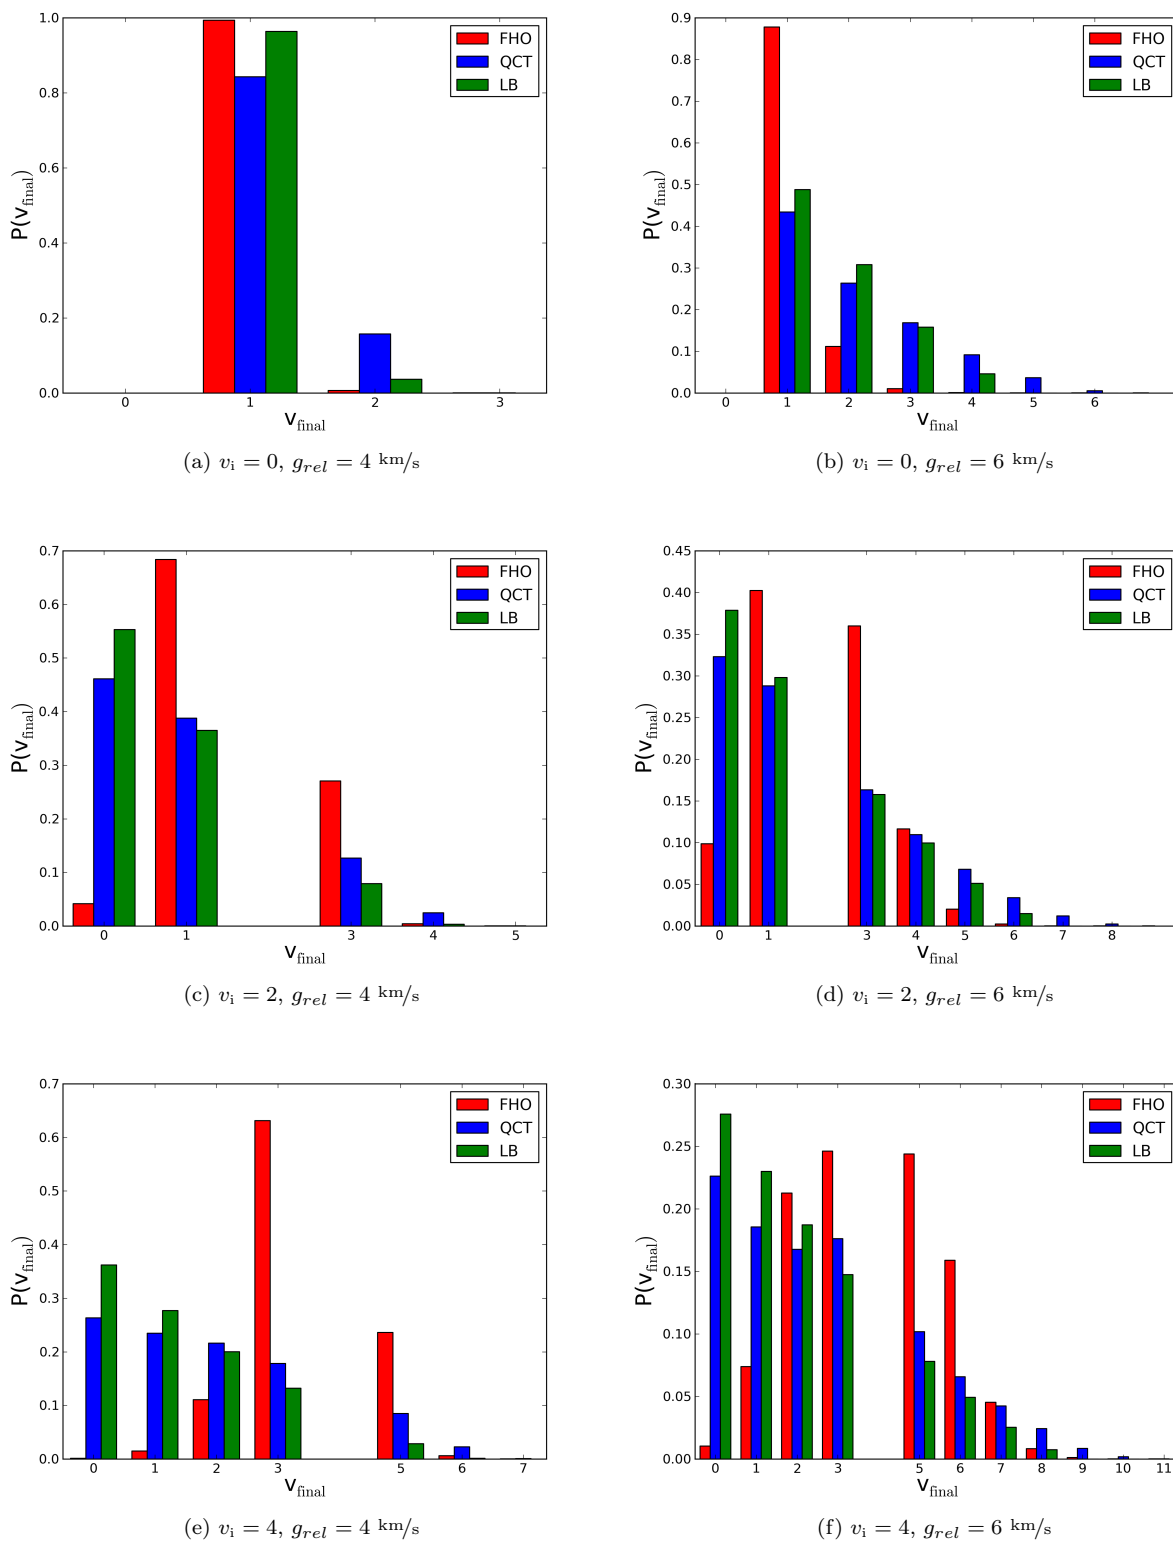 1.0
0.8
0.6
0.4
0.2
0.0
P(v_final)
FHO
QCT
LB
0 1 2 3
v_final
(a) v_i = 0, g_rel = 4 km/s
0.9
0.8
0.7
0.6
0.5
0.4
0.3
0.2
0.1
0.0
P(v_final)
FHO
QCT
LB
0 1 2 3 4 5 6
v_final
(b) v_i = 0, g_rel = 6 km/s
0.7
0.6
0.5
0.4
0.3
0.2
0.1
0.0
P(v_final)
FHO
QCT
LB
0 1 3 4 5
v_final
(c) v_i = 2, g_rel = 4 km/s
0.45
0.40
0.35
0.30
0.25
0.20
0.15
0.10
0.05
0.00
P(v_final)
FHO
QCT
LB
0 1 3 4 5 6 7 8
v_final
(d) v_i = 2, g_rel = 6 km/s
0.7
0.6
0.5
0.4
0.3
0.2
0.1
0.0
P(v_final)
FHO
QCT
LB
0 1 2 3 5 6 7
v_final
(e) v_i = 4, g_rel = 4 km/s
0.30
0.25
0.20
0.15
0.10
0.05
0.00
P(v_final)
FHO
QCT
LB
0 1 2 3 5 6 7 8 9 10 11
v_final
(f) v_i = 4, g_rel = 6 km/s